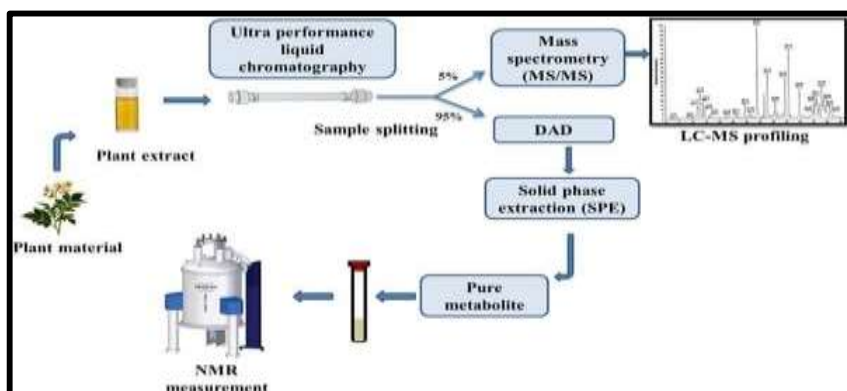 Ultra performance
liquid
chromatography
Mass
spectrometry
(MS/MS)
5%
95%
Sample splitting
DAD
LC-MS profiling
Plant extract
Solid phase
extraction (SPE)
Plant material
Pure
metabolite
NMR
measurement